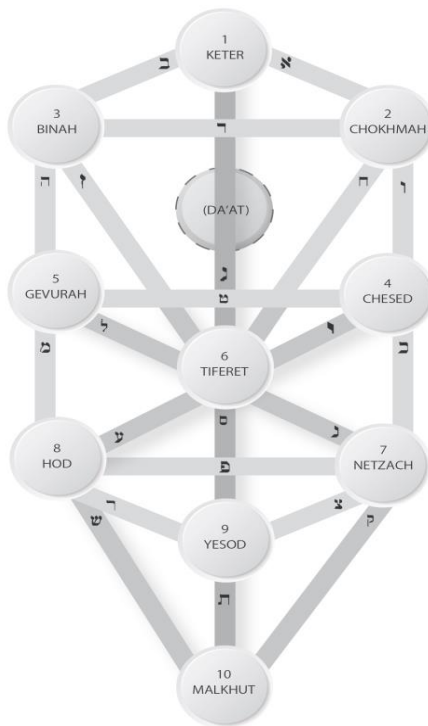 1
KETER
ב א
3
BINAH
2
CHOKHMAH
ה ז ח
(DA'AT)
ג
5
GEVURAH
ט
4
CHESED
מ ל
6
TIFERET
ע ס
8
HOD
פ
7
NETZACH
ש ר צ ק
9
YESOD
ת
10
MALKHUT